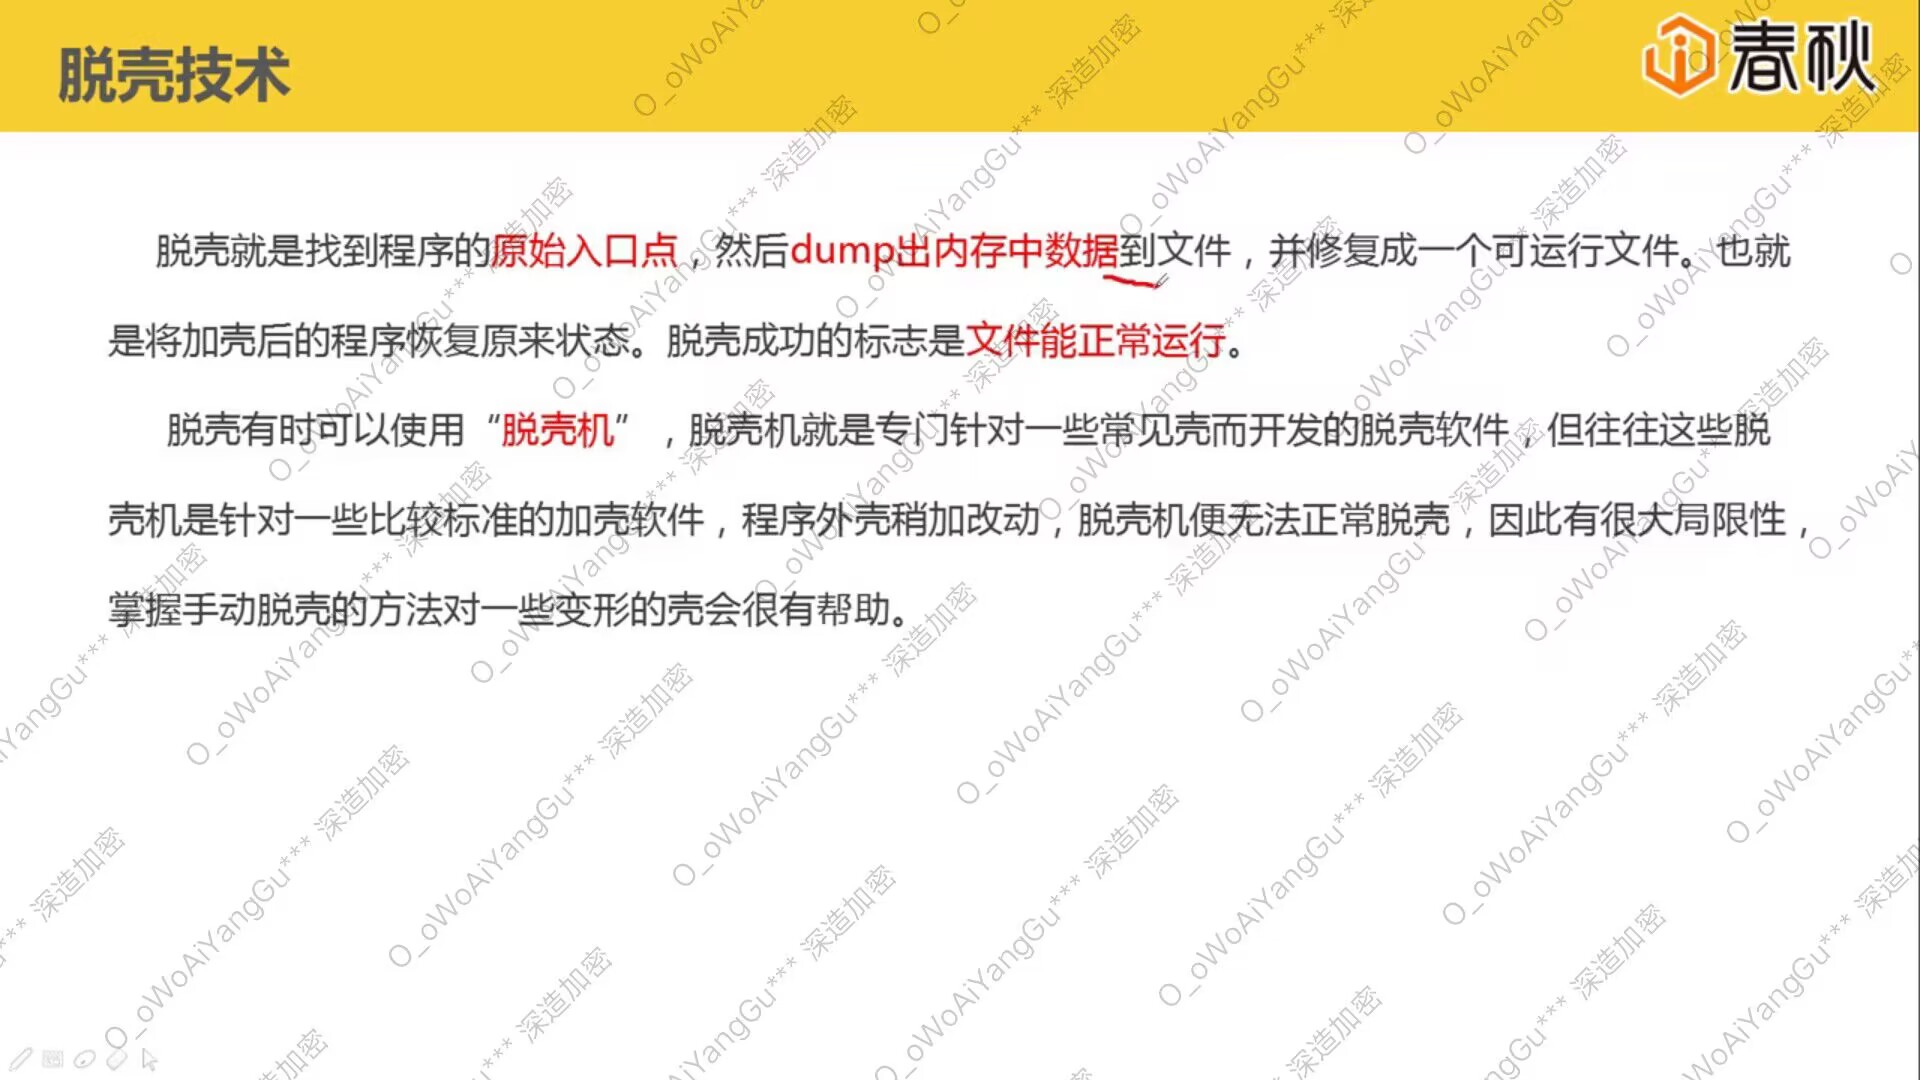 脱壳技术
春秋
脱壳就是找到程序的原始入口点，然后dump出内存中数据到文件，并修复成一个可运行文件。也就
是将加壳后的程序恢复原来状态。脱壳成功的标志是文件能正常运行。
脱壳有时可以使用“脱壳机”，脱壳机就是专门针对一些常见壳而开发的脱壳软件，但往往这些脱
壳机是针对一些比较标准的加壳软件，程序外壳稍加改动，脱壳机便无法正常脱壳，因此有很大局限性，
掌握手动脱壳的方法对一些变形的壳会很有帮助。
O_oWoAiYangGu*** 深造加密